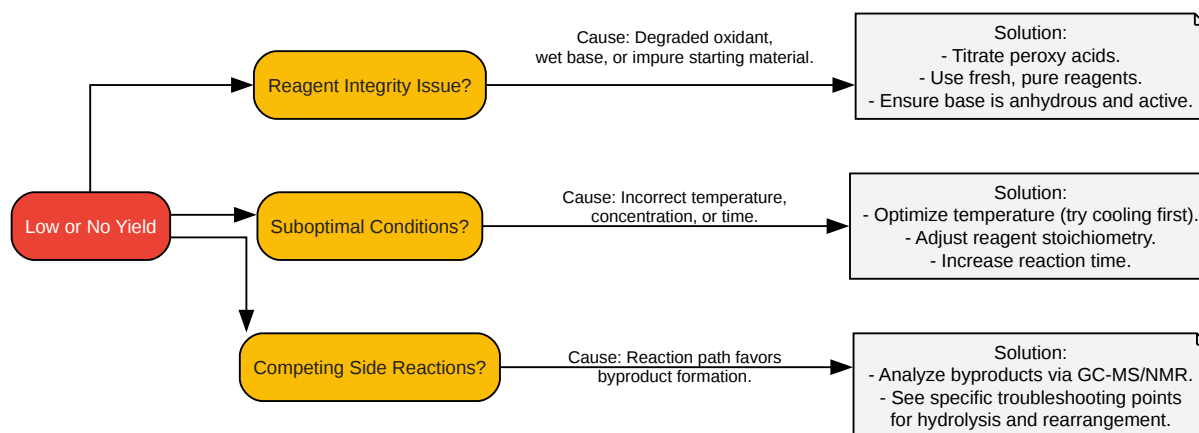 Low or No Yield
Reagent Integrity Issue?
Cause: Degraded oxidant,
wet base, or impure starting material.
Solution:
- Titrate peroxy acids.
- Use fresh, pure reagents.
- Ensure base is anhydrous and active.
Suboptimal Conditions?
Cause: Incorrect temperature,
concentration, or time.
Solution:
- Optimize temperature (try cooling first).
- Adjust reagent stoichiometry.
- Increase reaction time.
Competing Side Reactions?
Cause: Reaction path favors
byproduct formation.
Solution:
- Analyze byproducts via GC-MS/NMR.
- See specific troubleshooting points
for hydrolysis and rearrangement.